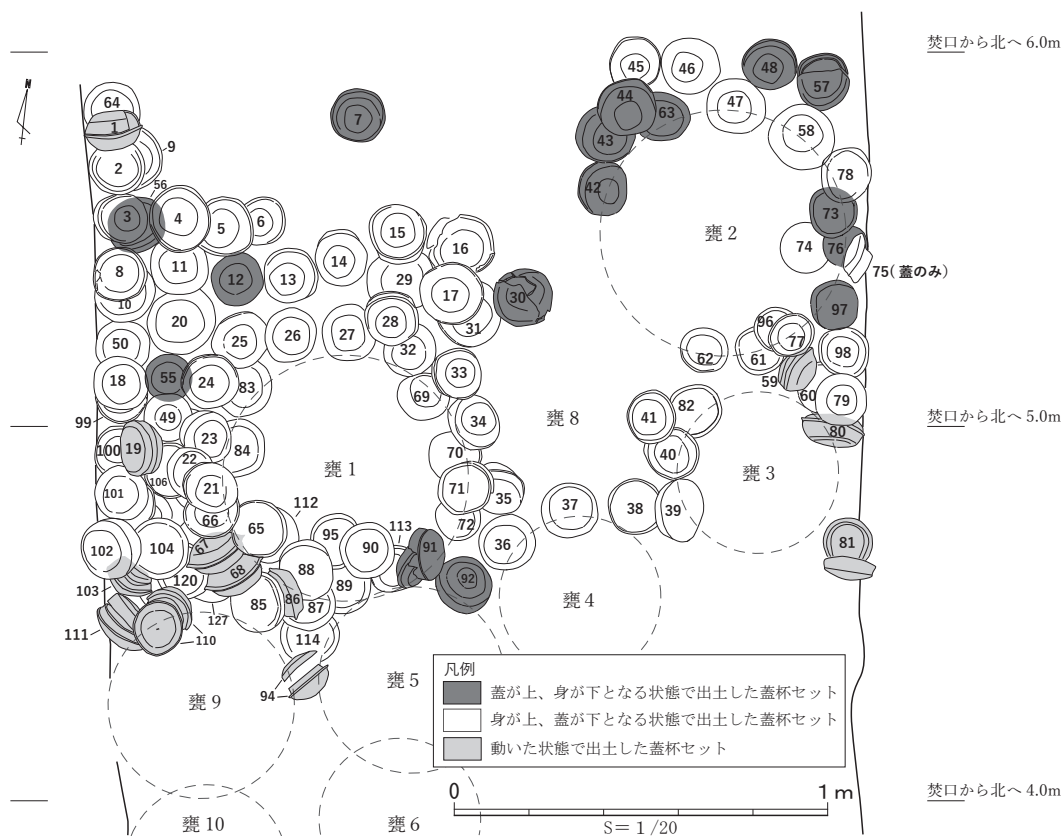 焚口から北へ 6.0m
N
45 46 48 57
64 44 63 47
1 7 43 58
9
2 78
56 42
3 4 5 6 73
15 甕 2
16 74 76
14 75( 蓋のみ)
8 11 12 13 29
10 17 30 97
20 28 31 96
50 25 26 27 32 77
62 61 98
18 55 24 33 59
83 69 60 79
99 49 34 甕 8 41 82 焚口から北へ 5.0m
23 80
100 19 84 70 40
22 甕 1 甕 3
106 21 71
101 35
66 112 37 38 39
65 72
95 113 36 81
102 104 67 90 91
88
120 68 89 92
103 86 甕 4
85 87
127
111 110 114
凡例
甕 5
蓋が上、身が下となる状態で出土した蓋杯セット
94
甕 9 身が上、蓋が下となる状態で出土した蓋杯セット
動いた状態で出土した蓋杯セット
0 1 m 焚口から北へ 4.0m
甕 10 甕 6 S= 1 /20